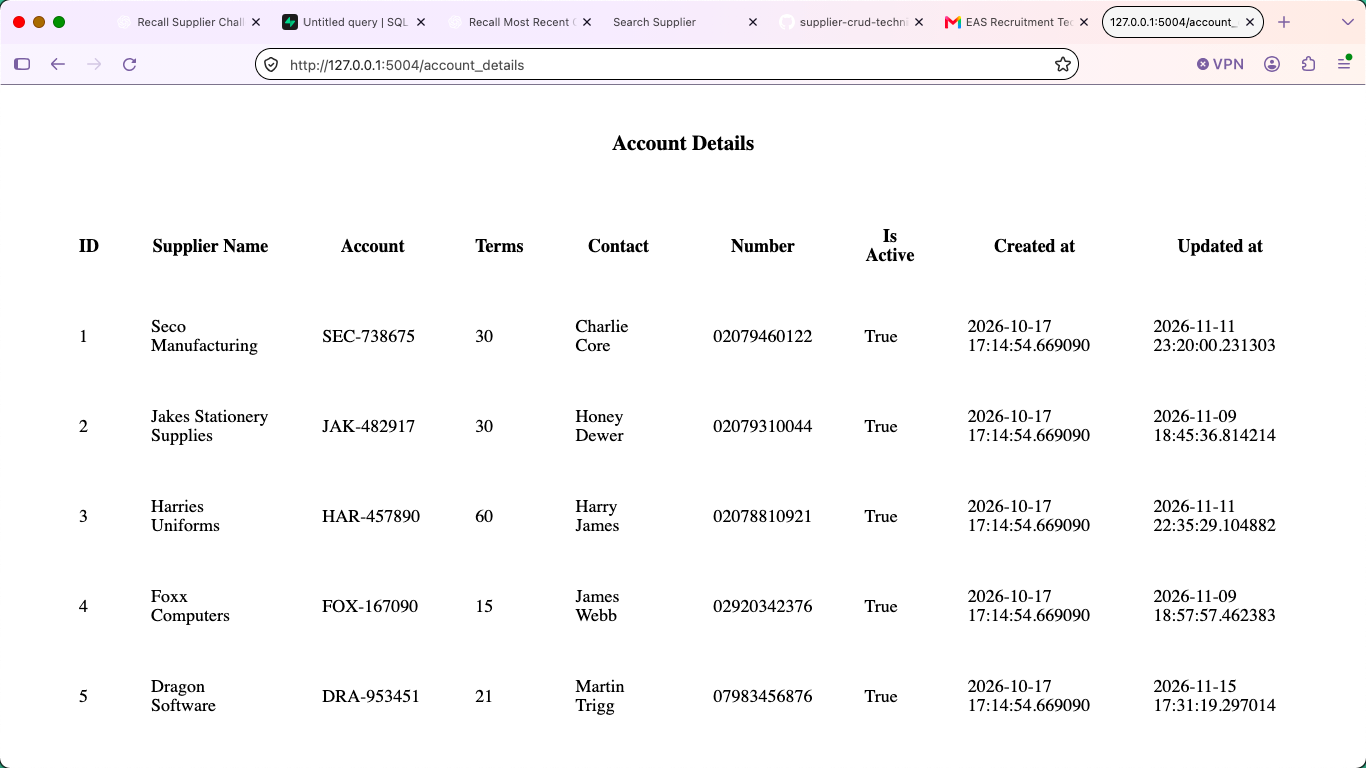 Recall Supplier Chal
Untitled query | SQL
Recall Most Recent
Search Supplier
supplier-crud-techni
EAS Recruitment Tec
127.0.0.1:5004/account_
http://127.0.0.1:5004/account_details
VPN
Account Details
ID Supplier Name Account Terms Contact Number Is Active Created at Updated at
1 Seco Manufacturing SEC-738675 30 Charlie Core 02079460122 True 2026-10-17 17:14:54.669090 2026-11-11 23:20:00.231303
2 Jakes Stationery Supplies JAK-482917 30 Honey Dewer 02079310044 True 2026-10-17 17:14:54.669090 2026-11-09 18:45:36.814214
3 Harries Uniforms HAR-457890 60 Harry James 02078810921 True 2026-10-17 17:14:54.669090 2026-11-11 22:35:29.104882
4 Foxx Computers FOX-167090 15 James Webb 02920342376 True 2026-10-17 17:14:54.669090 2026-11-09 18:57:57.462383
5 Dragon Software DRA-953451 21 Martin Trigg 07983456876 True 2026-10-17 17:14:54.669090 2026-11-15 17:31:19.297014